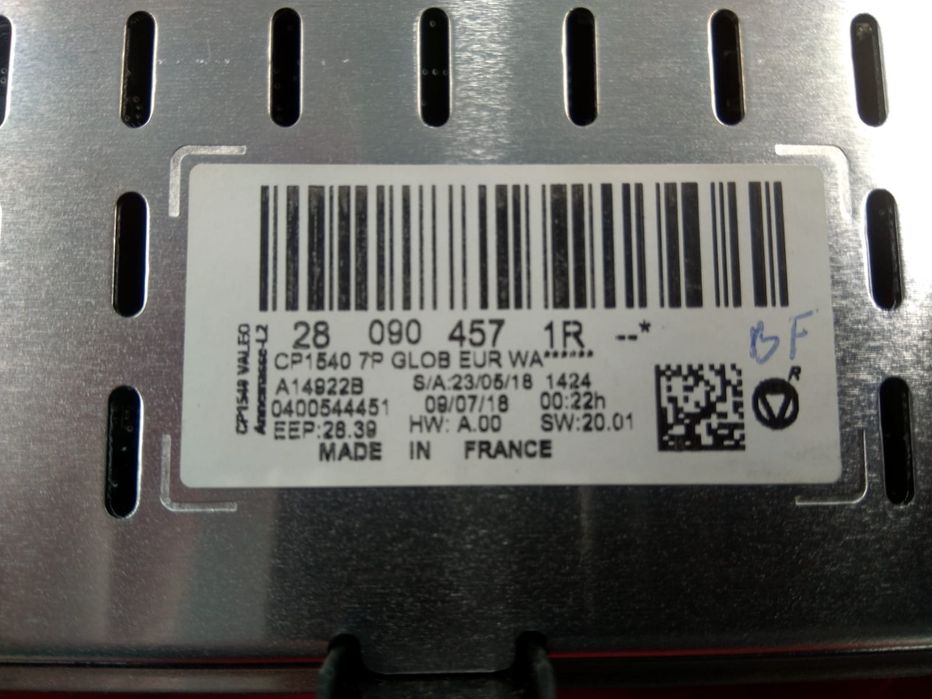 28 090 457 1R --*
CP1540 7P GLOB EUR WA******
A14922B S/A:23/05/18 1424
0400544451 09/07/18 00:22h
EEP:28.39 HW: A.00 SW:20.01
MADE IN FRANCE
CP1540 VALEO
Annemasse-L2
BF
R